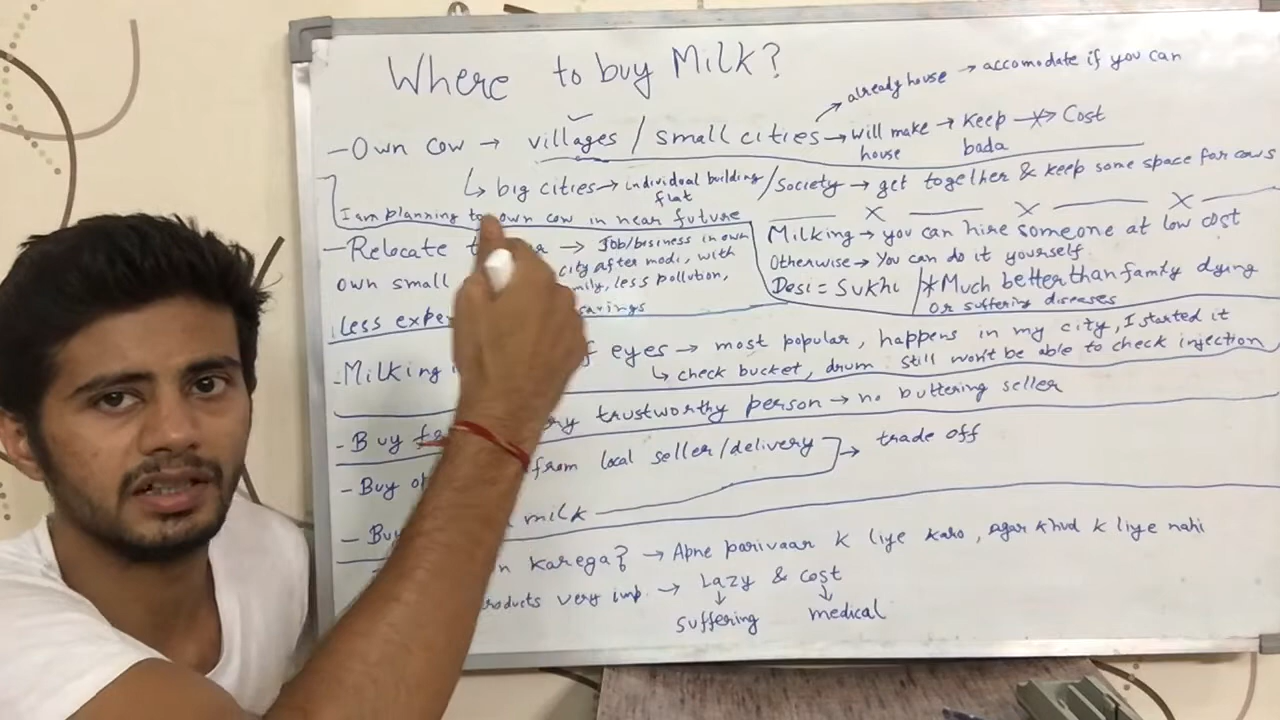 Where to buy Milk?
already house → accomodate if you can
- Own cow → villages / small cities → will make house → Keep bada → Cost
↳ big cities → individual building flat / Society → get together & keep some space for cows
I am planning to own cow in near future
- Relocate → Job/business in own
own small city after modi, with
less pollution,
less savings
Milking → you can hire someone at low cost
Otherwise → You can do it yourself
Desi = Sukhi / * Much better than family dying
or suffering diseases
- Milking eyes → most popular, happens in my city, I started it
↳ check bucket, drum still won't be able to check injection
- Buy trustworthy person → no buttering seller
- Buy from local seller/delivery → trade off
- milk
karega? → Apne parivaar k liye karo, agar khud k liye nahi
very imp. → Lazy & cost
↓ ↓
suffering medical